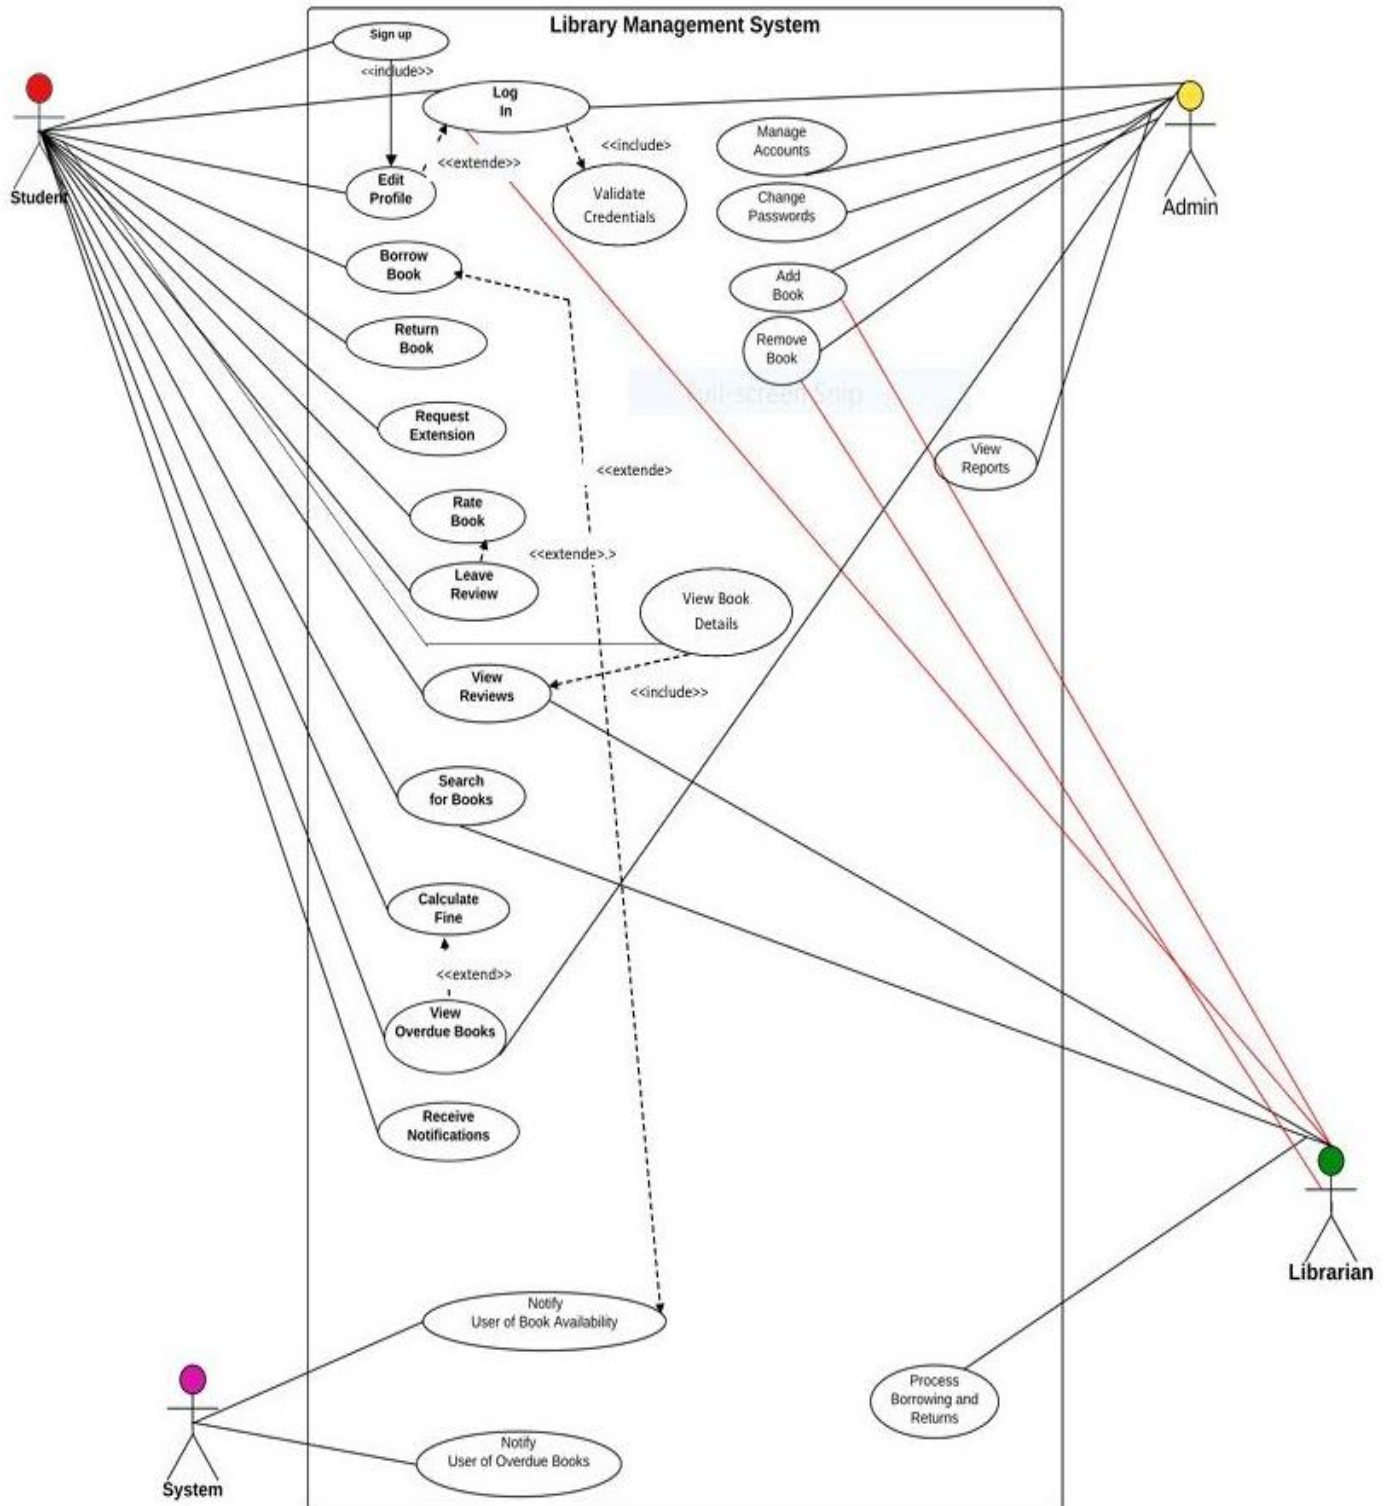 Library Management System
Sign up
<<include>>
Log
In
Manage
Accounts
<<include>
<<extende>>
Edit
Profile
Validate
Credentials
Change
Passwords
Student
Admin
Borrow
Book
Add
Book
Return
Book
Remove
Book
full-screen Snip
Request
Extension
View
Reports
<<extende>
Rate
Book
<<extende>.>
Leave
Review
View Book
Details
View
Reviews
<<include>>
Search
for Books
Calculate
Fine
<<extend>>
View
Overdue Books
Receive
Notifications
Librarian
Notify
User of Book Availability
Process
Borrowing and
Returns
Notify
User of Overdue Books
System